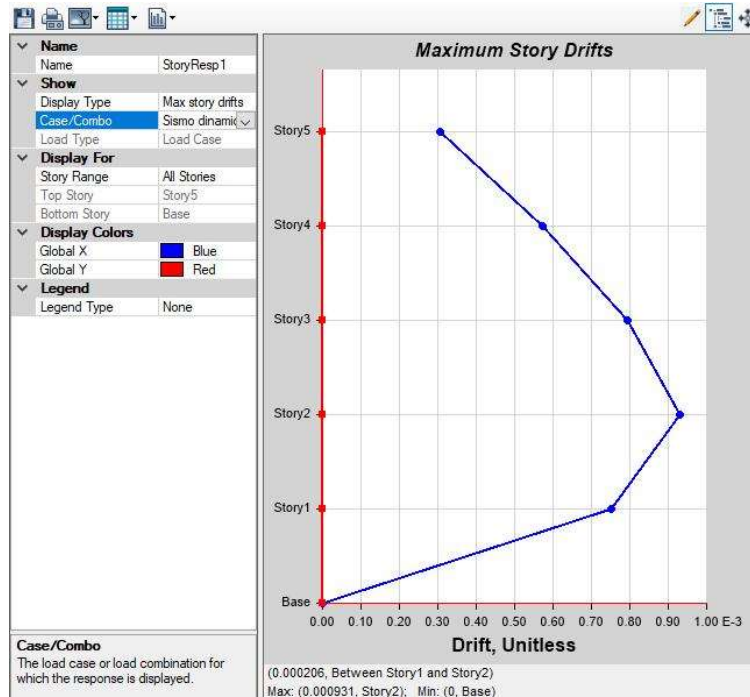 Name
Name StoryResp1
Show
Display Type Max story drifts
Case/Combo Sismo dinamic
Load Type Load Case
Display For
Story Range All Stories
Top Story Story5
Bottom Story Base
Display Colors
Global X Blue
Global Y Red
Legend
Legend Type None
Case/Combo
The load case or load combination for
which the response is displayed.
Maximum Story Drifts
Story5
Story4
Story3
Story2
Story1
Base
0.00 0.10 0.20 0.30 0.40 0.50 0.60 0.70 0.80 0.90 1.00 E-3
Drift, Unitless
(0.000206, Between Story1 and Story2)
Max: (0.000931, Story2); Min: (0, Base)